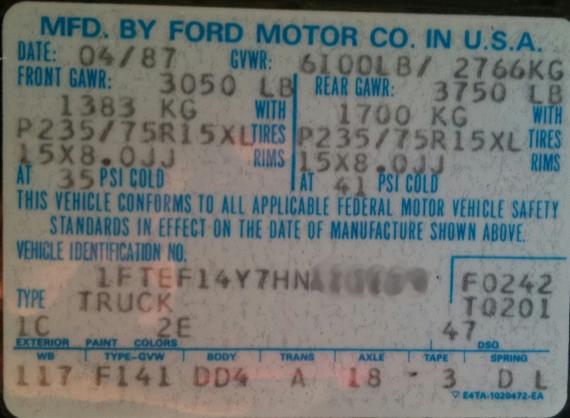 MFD. BY FORD MOTOR CO. IN U.S.A.
DATE: 04/87 GVWR: 6100LB/ 2766KG
FRONT GAWR: 3050 LB REAR GAWR: 3750 LB
1383 KG WITH 1700 KG WITH
P235/75R15XL TIRES P235/75R15XL TIRES
15X8.0JJ RIMS 15X8.0JJ RIMS
AT 35 PSI COLD AT 41 PSI COLD
THIS VEHICLE CONFORMS TO ALL APPLICABLE FEDERAL MOTOR VEHICLE SAFETY
STANDARDS IN EFFECT ON THE DATE OF MANUFACTURE SHOWN ABOVE.
VEHICLE IDENTIFICATION NO.
1FTEF14Y7HN F0242
TYPE TRUCK T0201
1C 2E 47
EXTERIOR PAINT COLORS DSO
WB TYPE-GVW BODY TRANS AXLE TAPE SPRING
117 F141 DD4 A 18 - 3 D L
E4TA-1020472-EA